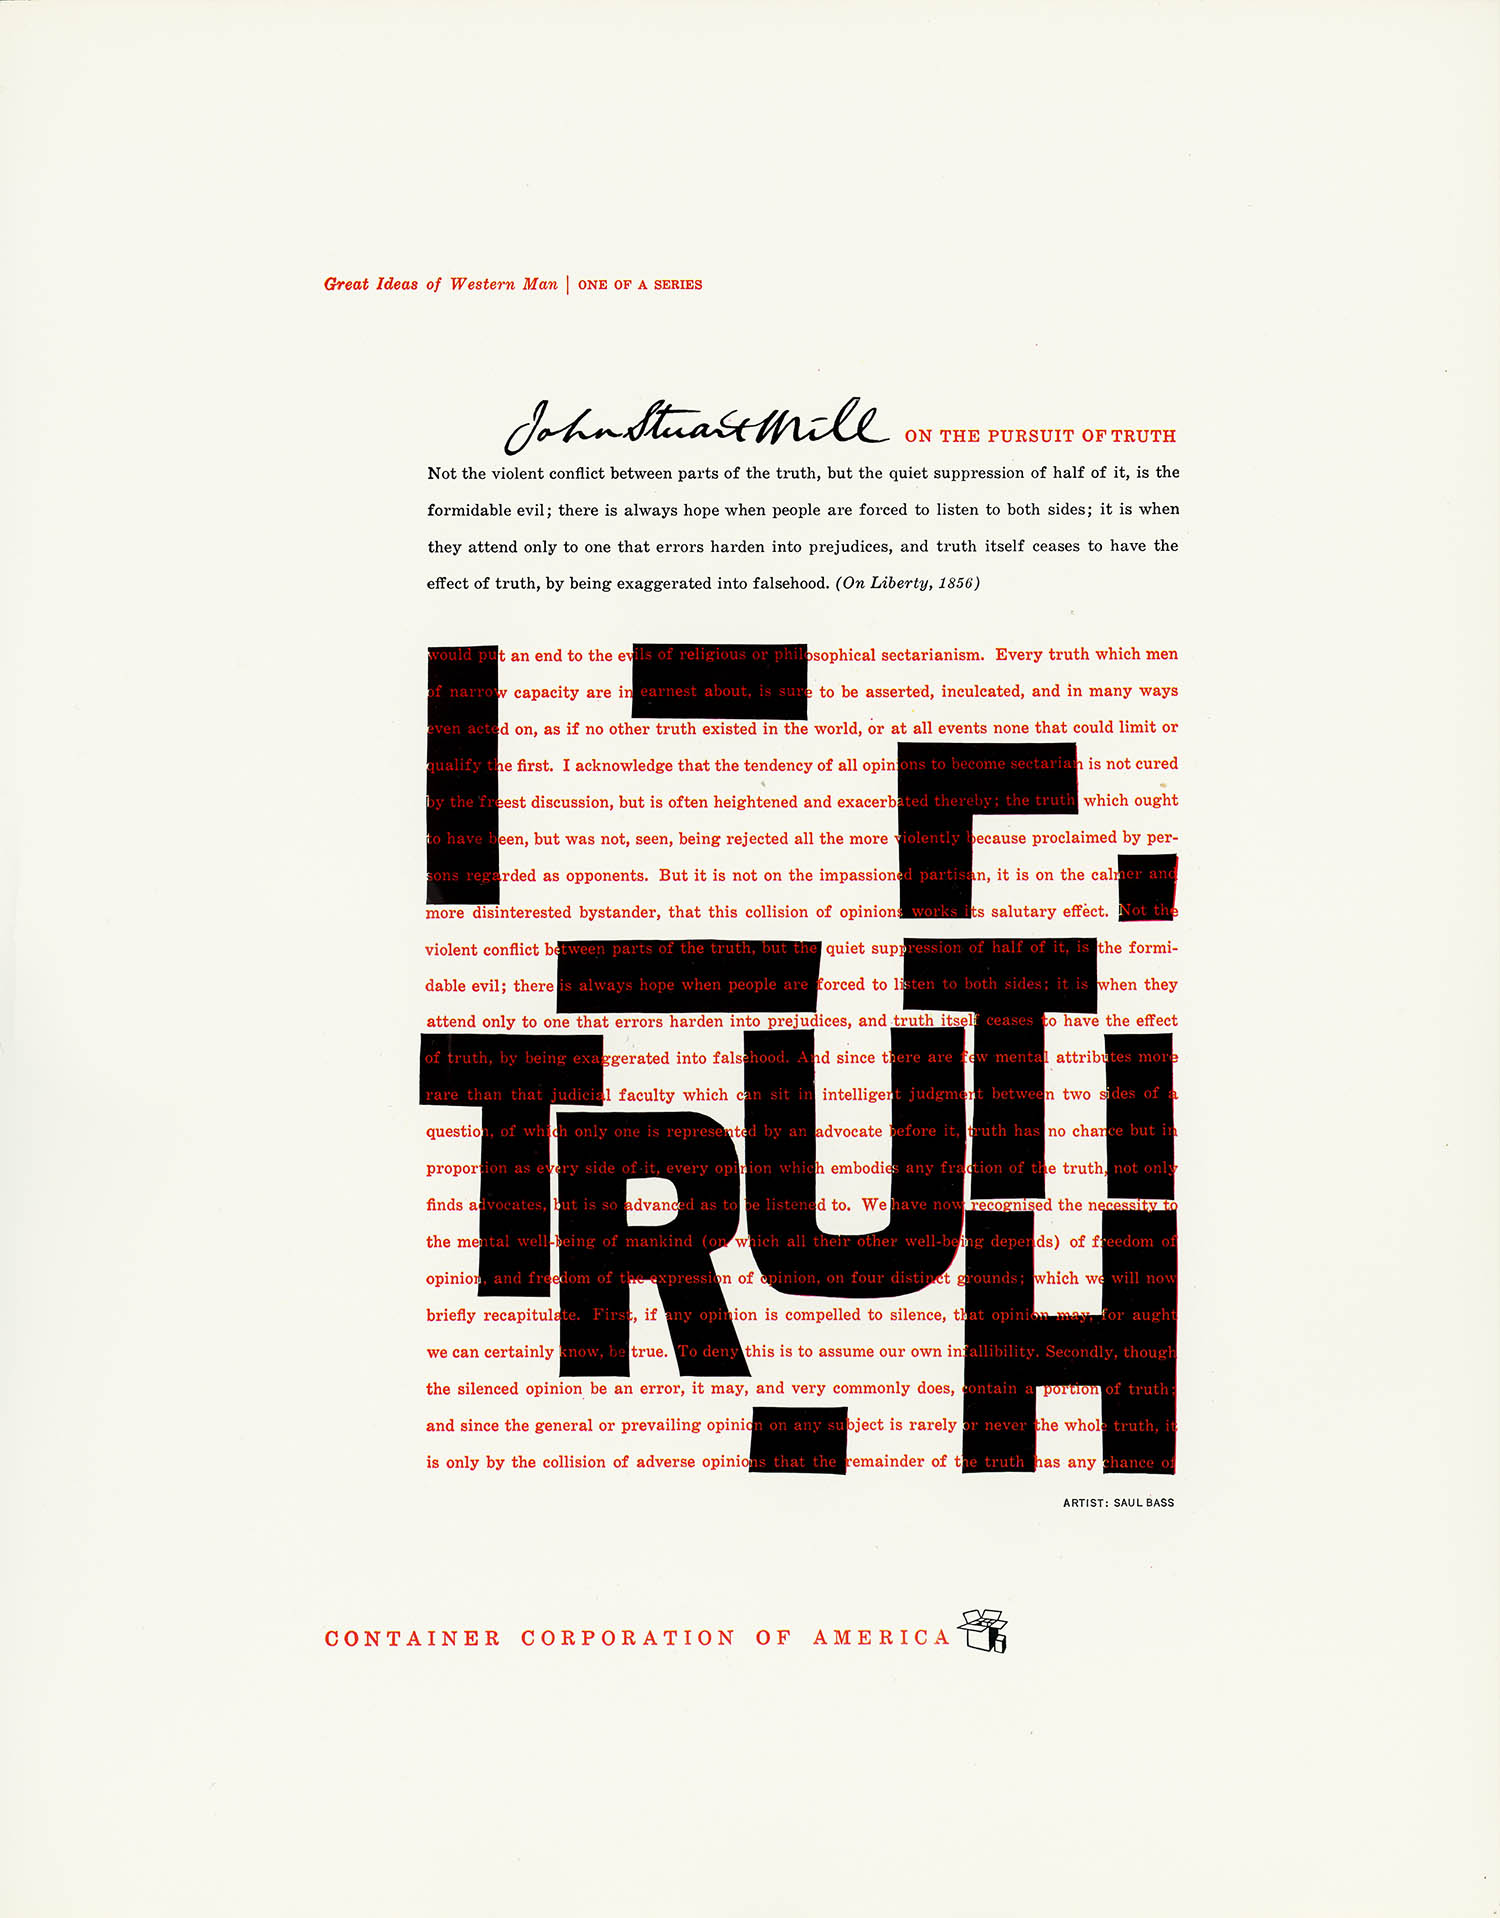 Great Ideas of Western Man | ONE OF A SERIES
John Stuart Mill ON THE PURSUIT OF TRUTH
Not the violent conflict between parts of the truth, but the quiet suppression of half of it, is the
formidable evil; there is always hope when people are forced to listen to both sides; it is when
they attend only to one that errors harden into prejudices, and truth itself ceases to have the
effect of truth, by being exaggerated into falsehood. (On Liberty, 1856)
would put an end to the evils of religious or philosophical sectarianism. Every truth which men
of narrow capacity are in earnest about, is sure to be asserted, inculcated, and in many ways
even acted on, as if no other truth existed in the world, or at all events none that could limit or
qualify the first. I acknowledge that the tendency of all opinions to become sectarian is not cured
by the freest discussion, but is often heightened and exacerbated thereby; the truth which ought
to have been, but was not, seen, being rejected all the more violently because proclaimed by per-
sons regarded as opponents. But it is not on the impassioned partisan, it is on the calmer and
more disinterested bystander, that this collision of opinions works its salutary effect. Not the
violent conflict between parts of the truth, but the quiet suppression of half of it, is the formi-
dable evil; there is always hope when people are forced to listen to both sides; it is when they
attend only to one that errors harden into prejudices, and truth itself ceases to have the effect
of truth, by being exaggerated into falsehood. And since there are few mental attributes more
rare than that judicial faculty which can sit in intelligent judgment between two sides of a
question, of which only one is represented by an advocate before it, truth has no chance but in
proportion as every side of it, every opinion which embodies any fraction of the truth, not only
finds advocates, but is so advanced as to be listened to. We have now recognised the necessity to
the mental well-being of mankind (on which all their other well-being depends) of freedom of
opinion, and freedom of the expression of opinion, on four distinct grounds; which we will now
briefly recapitulate. First, if any opinion is compelled to silence, that opinion may, for aught
we can certainly know, be true. To deny this is to assume our own infallibility. Secondly, though
the silenced opinion be an error, it may, and very commonly does, contain a portion of truth;
and since the general or prevailing opinion on any subject is rarely or never the whole truth, it
is only by the collision of adverse opinions that the remainder of the truth has any chance of
TRUTH
ARTIST: SAUL BASS
CONTAINER CORPORATION OF AMERICA